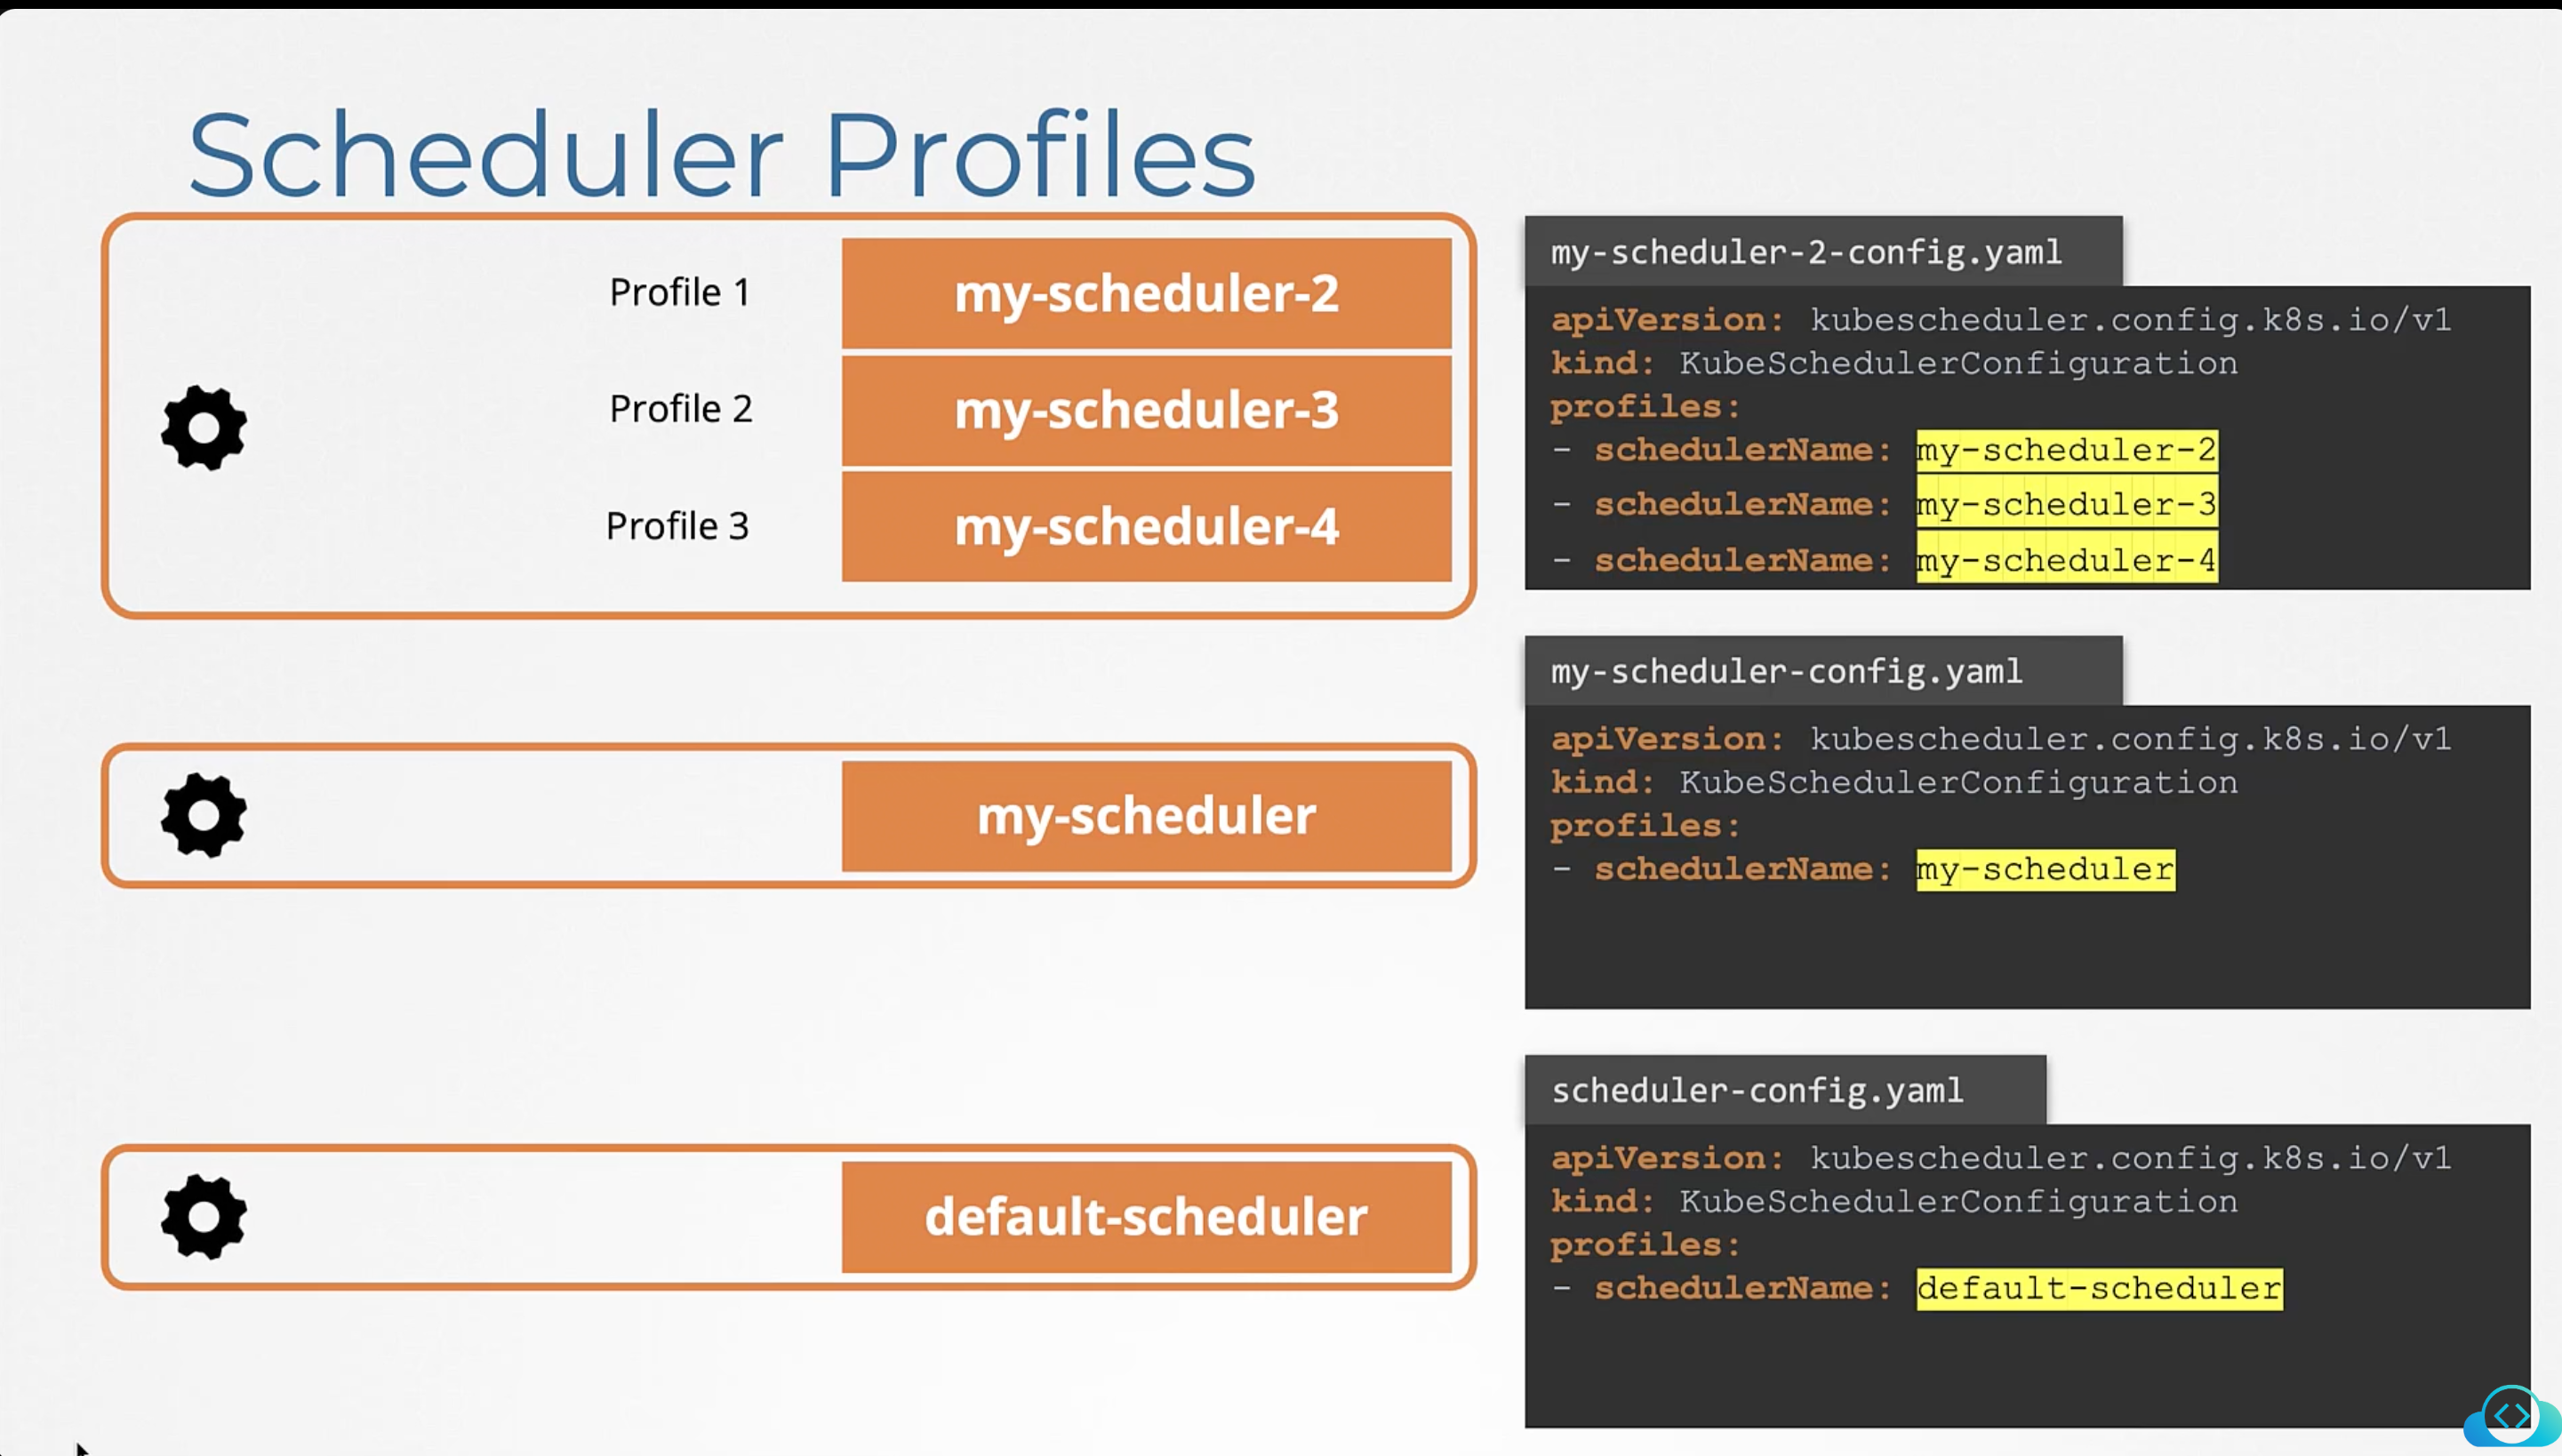 Scheduler Profiles
Profile 1
my-scheduler-2
Profile 2
my-scheduler-3
Profile 3
my-scheduler-4
my-scheduler-2-config.yaml
apiVersion: kubescheduler.config.k8s.io/v1
kind: KubeSchedulerConfiguration
profiles:
- schedulerName: my-scheduler-2
- schedulerName: my-scheduler-3
- schedulerName: my-scheduler-4
my-scheduler
my-scheduler-config.yaml
apiVersion: kubescheduler.config.k8s.io/v1
kind: KubeSchedulerConfiguration
profiles:
- schedulerName: my-scheduler
default-scheduler
scheduler-config.yaml
apiVersion: kubescheduler.config.k8s.io/v1
kind: KubeSchedulerConfiguration
profiles:
- schedulerName: default-scheduler